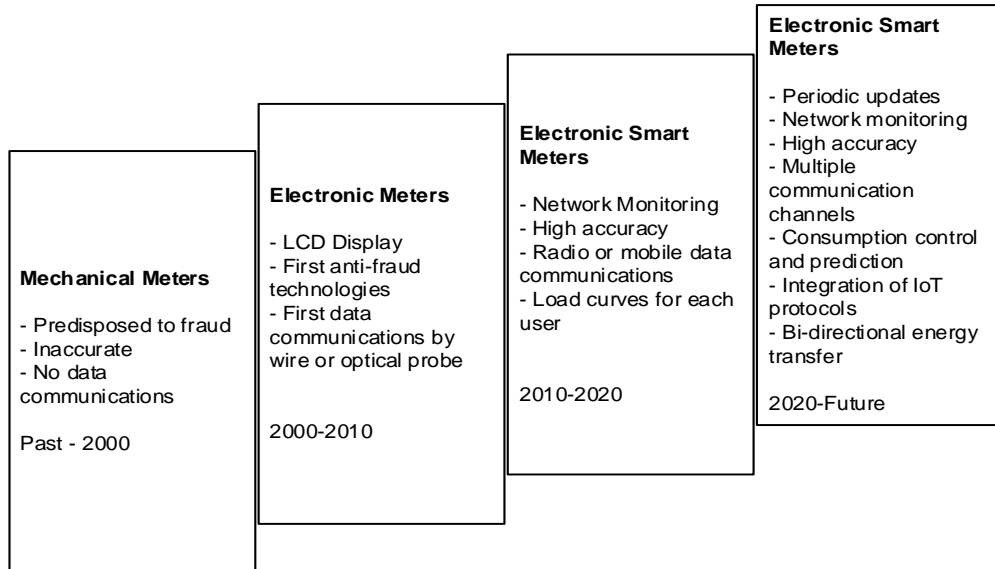 Mechanical Meters
- Predisposed to fraud
- Inaccurate
- No data
communications
Past - 2000
Electronic Meters
- LCD Display
- First anti-fraud
technologies
- First data
communications by
wire or optical probe
2000-2010
Electronic Smart
Meters
- Network Monitoring
- High accuracy
- Radio or mobile data
communications
- Load curves for each
user
2010-2020
Electronic Smart
Meters
- Periodic updates
- Network monitoring
- High accuracy
- Multiple
communication
channels
- Consumption control
and prediction
- Integration of IoT
protocols
- Bi-directional energy
transfer
2020-Future